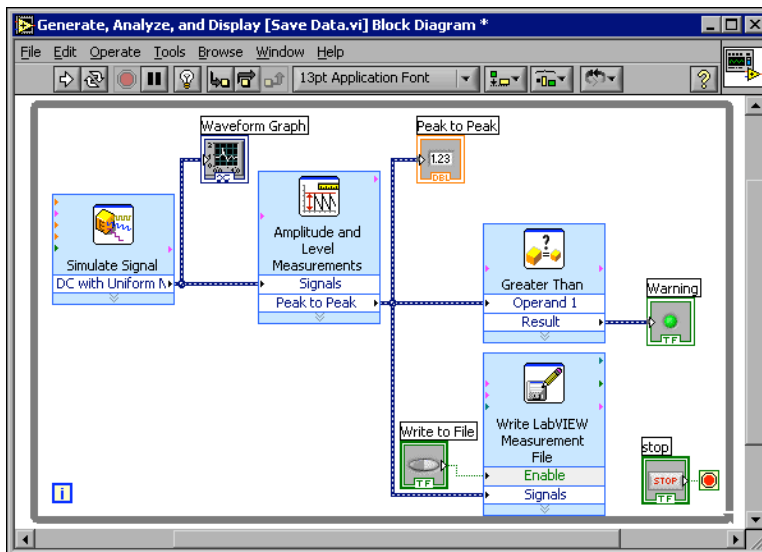 Generate, Analyze, and Display [Save Data.vi] Block Diagram *
File Edit Operate Tools Browse Window Help
13pt Application Font
Waveform Graph
Peak to Peak
1.23
DBL
Simulate Signal
DC with Uniform N
Amplitude and
Level
Measurements
Signals
Peak to Peak
Greater Than
Operand 1
Result
Warning
TF
Write to File
TF
Write LabVIEW
Measurement
File
Enable
Signals
stop
STOP
TF
i